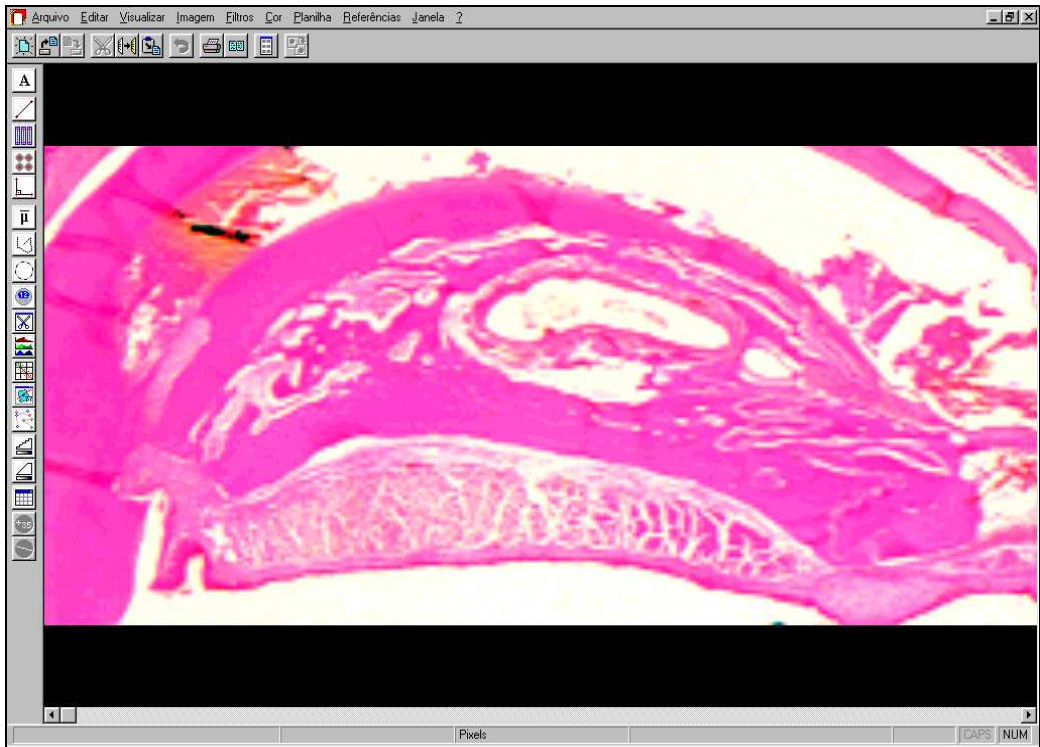 Arquivo Editar Visualizar Imagem Filtros Cor Planilha Referências Janela ?
A
μ
Pixels CAPS NUM